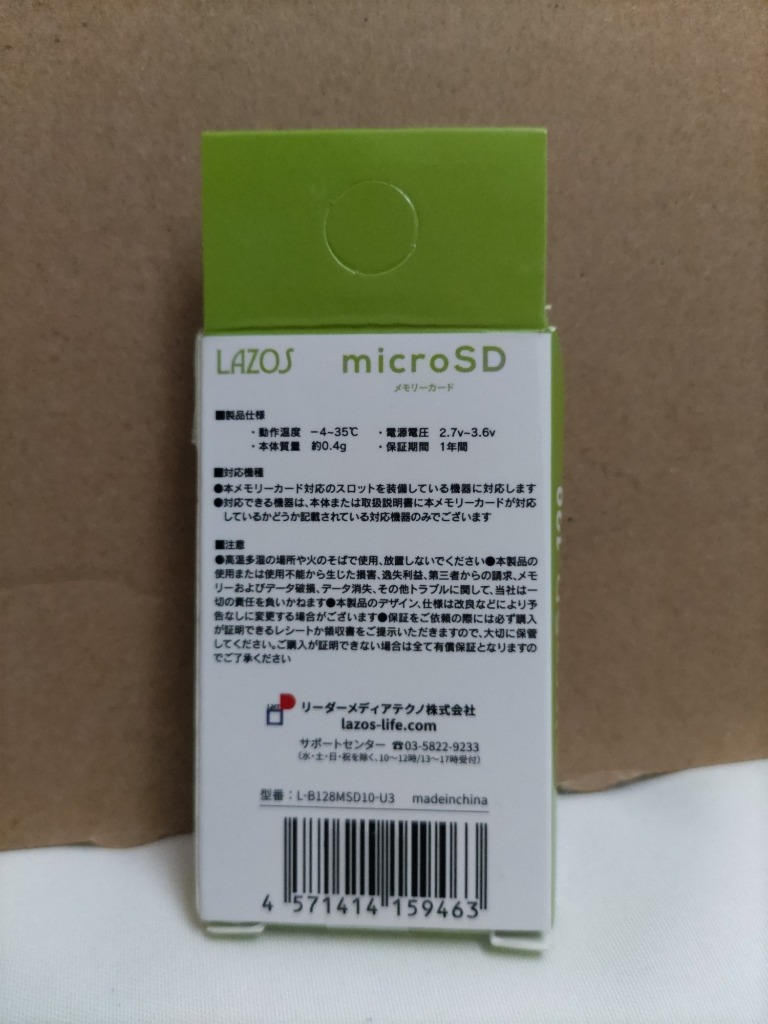 LAZOS microSD
メモリーカード
■製品仕様
・動作温度 －4~35℃ ・電源電圧 2.7v~3.6v
・本体質量 約0.4g ・保証期間 1年間
■対応機種
●本メモリーカード対応のスロットを装備している機器に対応します
●対応できる機器は、本体または取扱説明書に本メモリーカードが対応
しているかどうか記載されている対応機器のみでございます
■注意
●高温多湿の場所や火のそばで使用、放置しないでください●本製品の
使用または使用不能から生じた損害、逸失利益、第三者からの請求、メモ
リーおよびデータ破損、データ消失、その他トラブルに関して、当社は一
切の責任を負いかねます●本製品のデザイン、仕様は改良などにより予
告なしに変更する場合がございます●保証をご依頼の際には必ず購入
が証明できるレシートか領収書をご提示いただきますので、大切に保管
してください。ご購入が証明できない場合は全て有償保証となりますの
でご了承ください
リーダーメディアテクノ株式会社
lazos-life.com
サポートセンター ☎03-5822-9233
（水・土・日・祝を除く、10～12時/13～17時受付）
型番：L-B128MSD10-U3 madeinchina
4 571414 159463